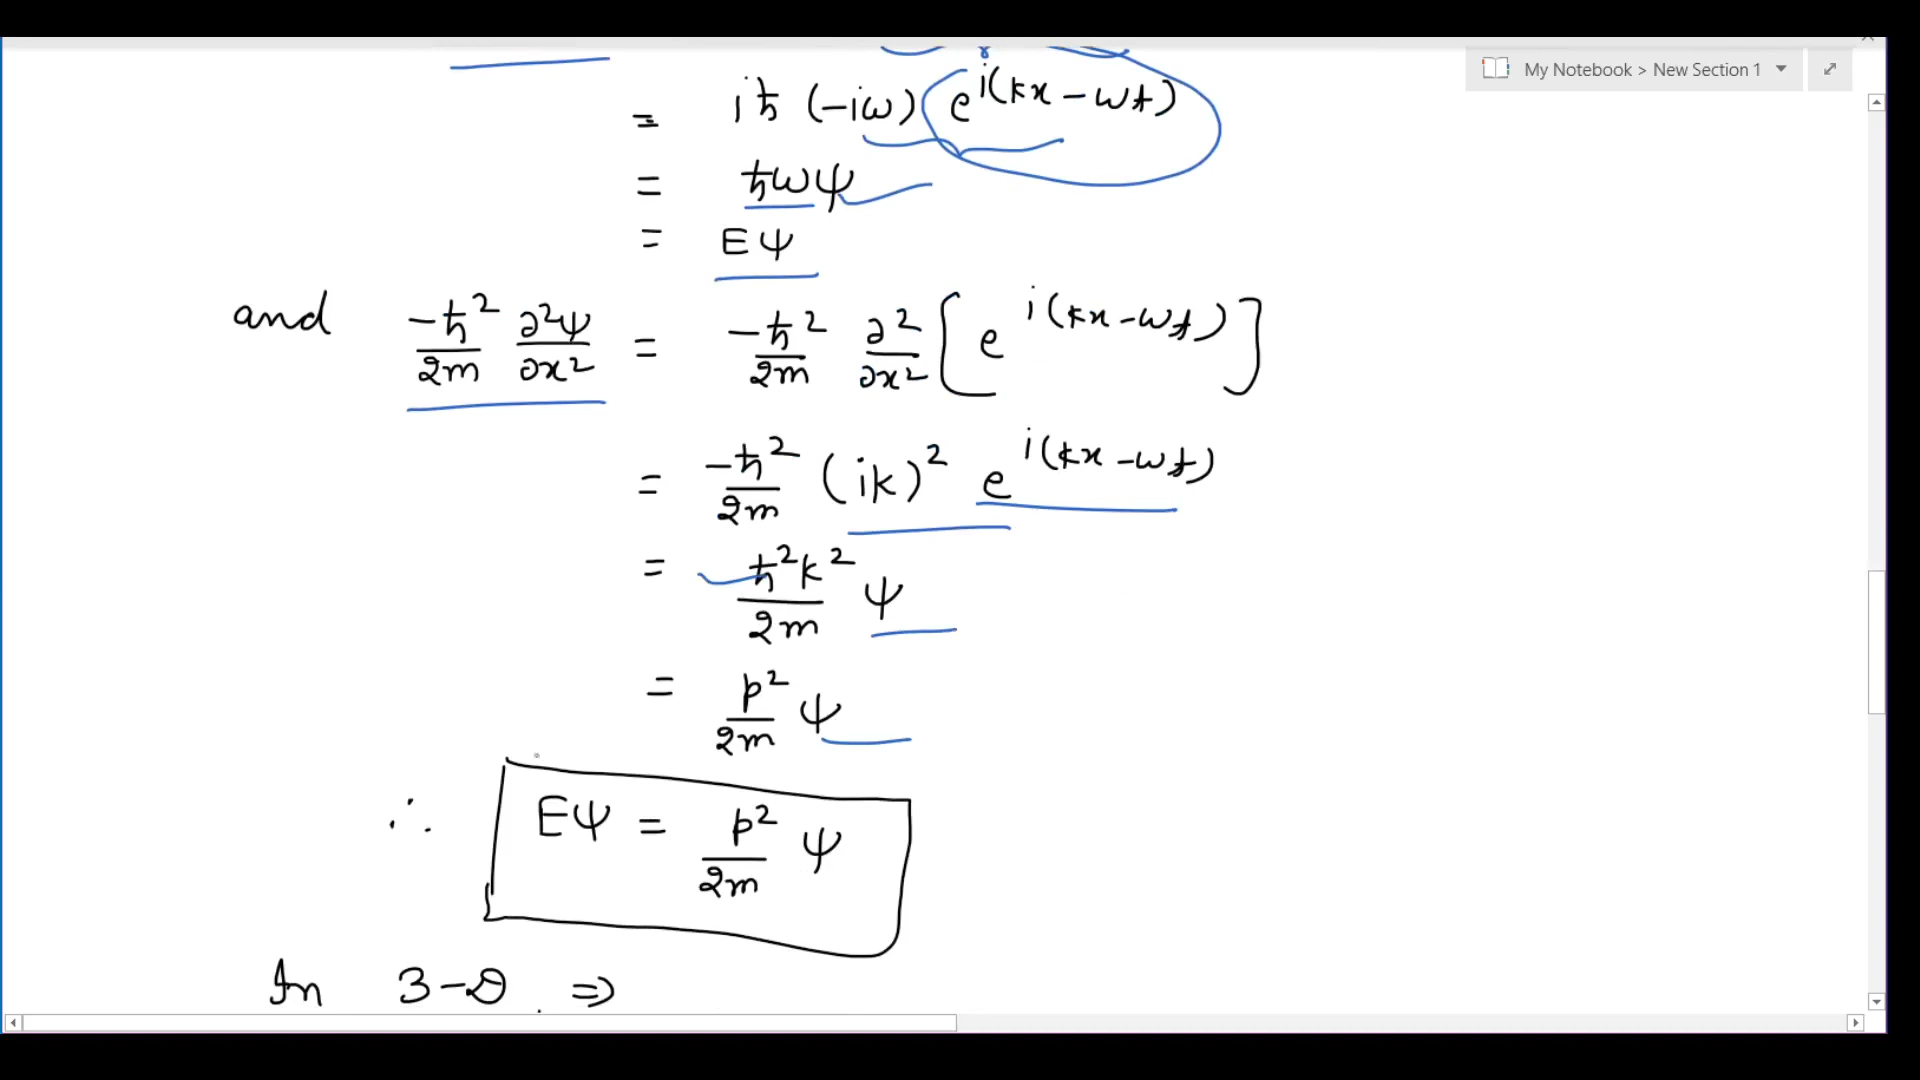 My Notebook > New Section 1
= iħ (-iω) e^{i(kx - ωt)}
= ħωψ
= Eψ
and -ħ²/2m ∂²ψ/∂x² = -ħ²/2m ∂²/∂x² [e^{i(kx-ωt)}]
= -ħ²/2m (ik)² e^{i(kx-ωt)}
= ħ²k²/2m ψ
= p²/2m ψ
∴ Eψ = p²/2m ψ
In 3-D ⇒